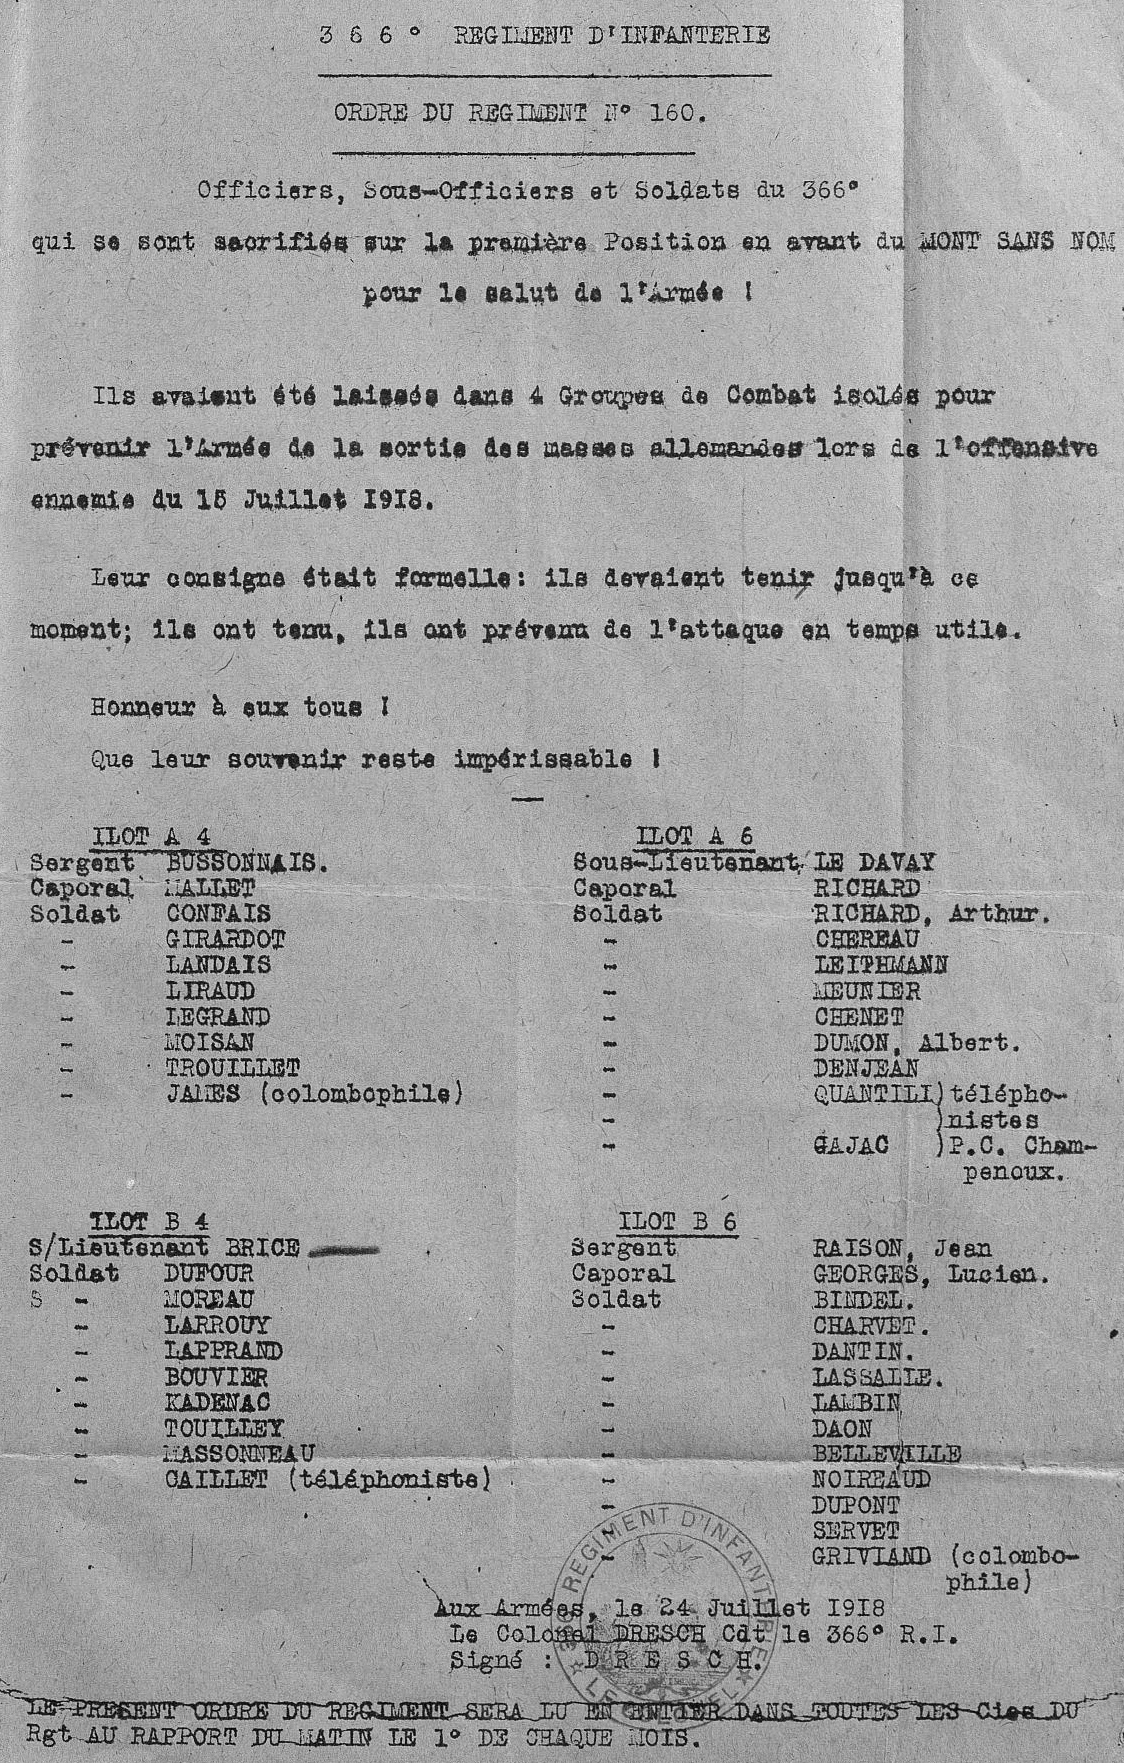 3 6 6° REGIMENT D'INFANTERIE
ORDRE DU REGIMENT N° 160.
Officiers, Sous-Officiers et Soldats du 366°
qui se sont sacrifiés sur la première Position en avant du MONT SANS NOM
pour le salut de l'Armée !
Ils avaient été laissés dans 4 Groupes de Combat isolés pour
prévenir l'Armée de la sortie des masses allemandes lors de l'offensive
ennemie du 15 Juillet 1918.
Leur consigne était formelle: ils devaient tenir jusqu'à ce
moment; ils ont tenu, ils ont prévenu de l'attaque en temps utile.
Honneur à eux tous !
Que leur souvenir reste impérissable !
ILOT A 4
Sergent BUSSONNAIS.
Caporal MALLET
Soldat CONFAIS
- GIRARDOT
- LANDAIS
- LIRAUD
- LEGRAND
- MOISAN
- TROUILLET
- JAMES (colombophile)
ILOT A 6
Sous-Lieutenant LE DAVAY
Caporal RICHARD
Soldat RICHARD, Arthur.
- CHEREAU
- LEITHMANN
- MEUNIER
- CHENET
- DUMON, Albert.
- DENJEAN
- QUANTILI)télépho-
- )nistes
- GAJAC )P.C. Cham-
penoux.
ILOT B 4
S/Lieutenant BRICE
Soldat DUFOUR
S - MOREAU
- LARROUY
- LAPPRAND
- BOUVIER
- KADENAC
- TOUILLEY
- MASSONNEAU
- CAILLET (téléphoniste)
ILOT B 6
Sergent RAISON, Jean
Caporal GEORGES, Lucien.
Soldat BINDEL.
- CHARVET.
- DANTIN.
- LASSALLE.
- LAMBIN
- DAON
- BELLEVILLE
- NOIREAUD
- DUPONT
- SERVET
- GRIVIAND (colombo-
phile)
Aux Armées, le 24 Juillet 1918
Le Colonel DRESCH Cdt le 366° R.I.
Signé : D R E S C H.
366 REGIMENT D'INFANTERIE
LE COLONEL
LE PRESENT ORDRE DU REGIMENT SERA LU EN ENTIER DANS TOUTES LES Cies DU
Rgt AU RAPPORT DU MATIN LE 1° DE CHAQUE MOIS.